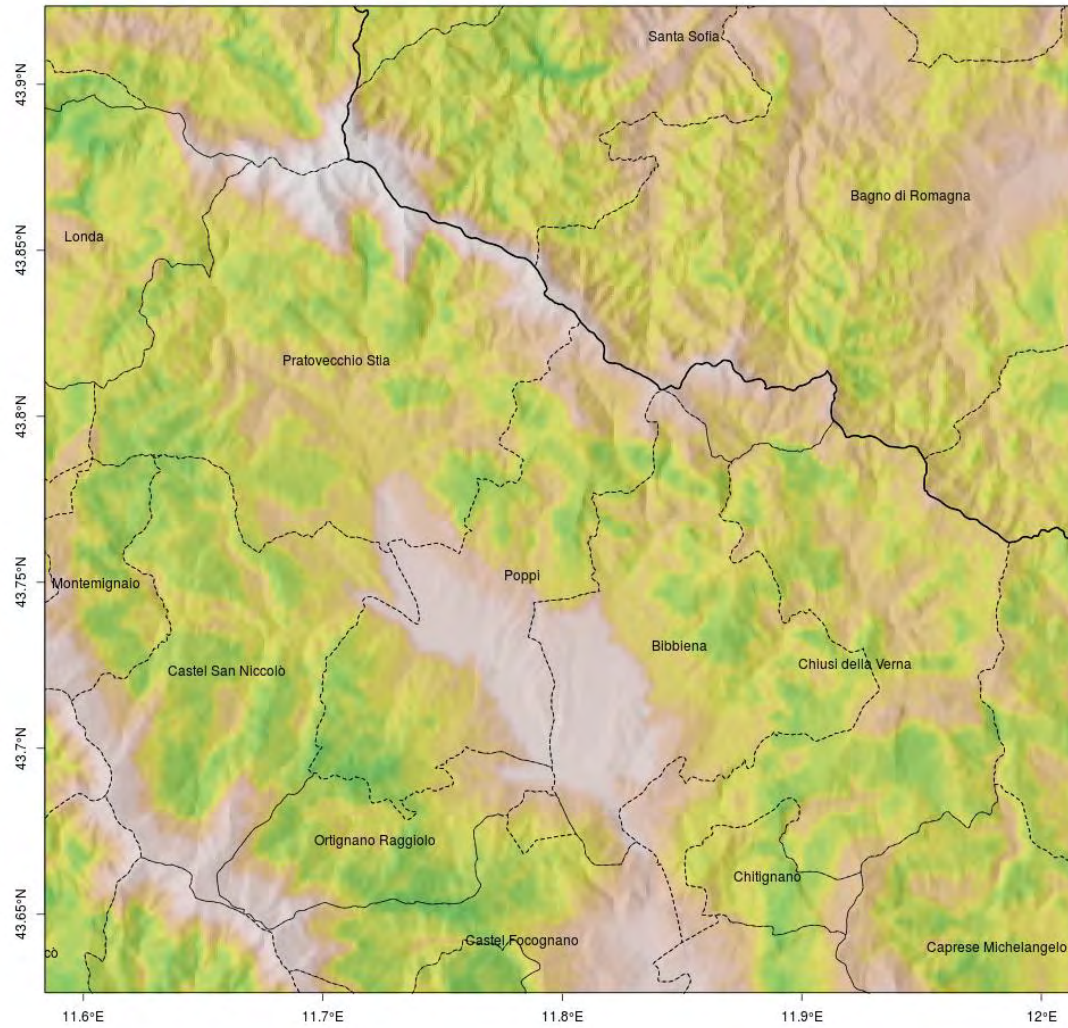 Santa Sofia
43.9°N
Bagno di Romagna
Londa
43.85°N
Pratovecchio Stia
43.8°N
Poppi
43.75°N
Montemignaio
Bibbiena
Chiusi della Verna
Castel San Niccolò
43.7°N
Ortignano Raggiolo
Chitignano
43.65°N
Castel Focognano
Caprese Michelangelo
cò
11.6°E
11.7°E
11.8°E
11.9°E
12°E